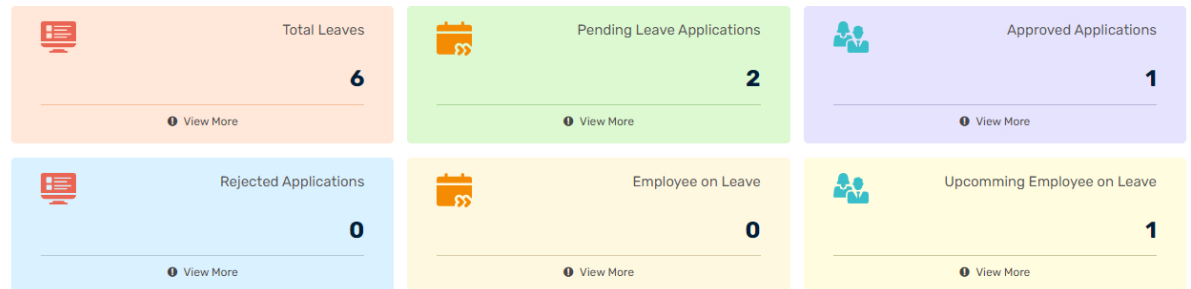 Total Leaves
6
View More
Pending Leave Applications
2
View More
Approved Applications
1
View More
Rejected Applications
0
View More
Employee on Leave
0
View More
Upcomming Employee on Leave
1
View More